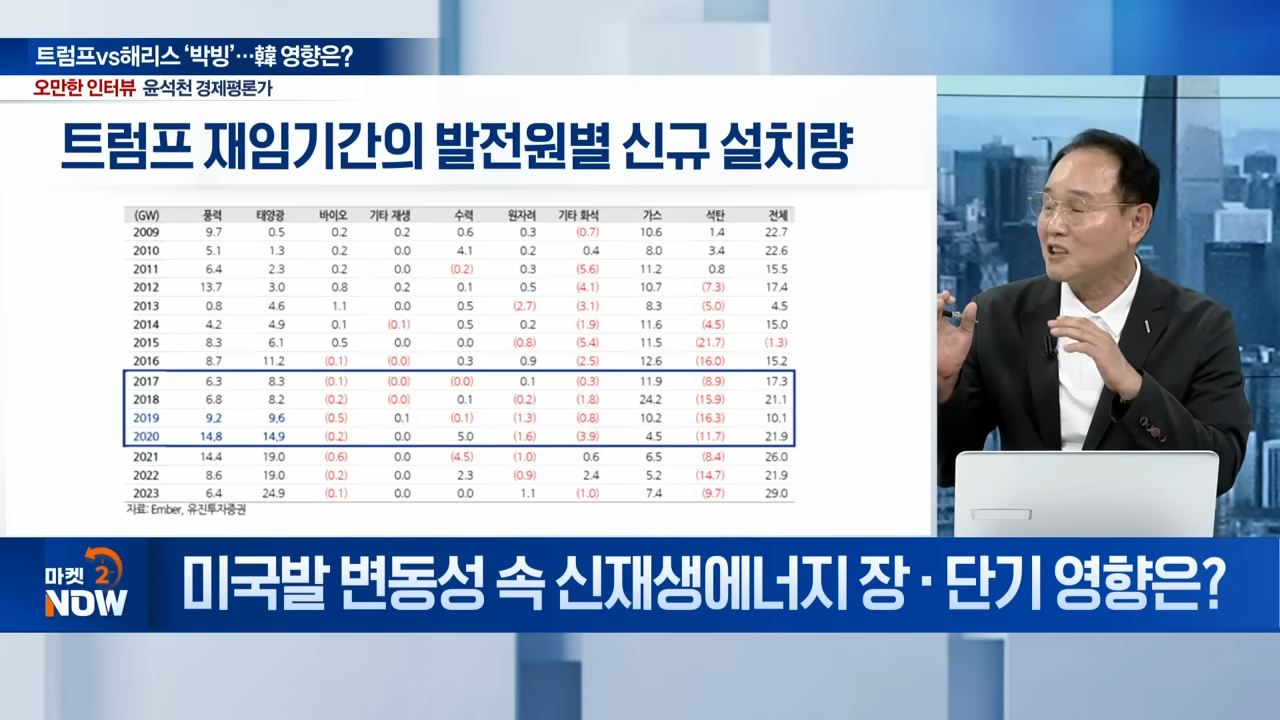 트럼프vs해리스 ‘박빙’…韓 영향은?
오만한 인터뷰 윤석천 경제평론가
트럼프 재임기간의 발전원별 신규 설치량
(GW) 풍력 태양광 바이오 기타 재생 수력 원자력 기타 화석 가스 석탄 전체
2009 9.7 0.5 0.2 0.2 0.6 0.3 (0.7) 10.6 1.4 22.7
2010 5.1 1.3 0.2 0.0 4.1 0.2 0.4 8.0 3.4 22.6
2011 6.4 2.3 0.2 0.0 (0.2) 0.3 (5.6) 11.2 0.8 15.5
2012 13.7 3.0 0.8 0.2 0.1 0.5 (4.1) 10.7 (7.3) 17.4
2013 0.8 4.6 1.1 0.0 0.5 (2.7) (3.1) 8.3 (5.0) 4.5
2014 4.2 4.9 0.1 (0.1) 0.5 0.2 (1.9) 11.6 (4.5) 15.0
2015 8.3 6.1 0.5 0.0 0.0 (0.8) (5.4) 11.5 (21.7) (1.3)
2016 8.7 11.2 (0.1) (0.0) 0.3 0.9 (2.5) 12.6 (16.0) 15.2
2017 6.3 8.3 (0.1) (0.0) (0.0) 0.1 (0.3) 11.9 (8.9) 17.3
2018 6.8 8.2 (0.2) (0.0) 0.1 (0.2) (1.8) 24.2 (15.9) 21.1
2019 9.2 9.6 (0.5) 0.1 (0.1) (1.3) (0.8) 10.2 (16.3) 10.1
2020 14.8 14.9 (0.2) 0.0 5.0 (1.6) (3.9) 4.5 (11.7) 21.9
2021 14.4 19.0 (0.6) 0.0 (4.5) (1.0) 0.6 6.5 (8.4) 26.0
2022 8.6 19.0 (0.2) 0.0 2.3 (0.9) 2.4 5.2 (14.7) 21.9
2023 6.4 24.9 (0.1) 0.0 0.0 1.1 (1.0) 7.4 (9.7) 29.0
자료: Ember, 유진투자증권
마켓 2
NOW
미국발 변동성 속 신재생에너지 장·단기 영향은?